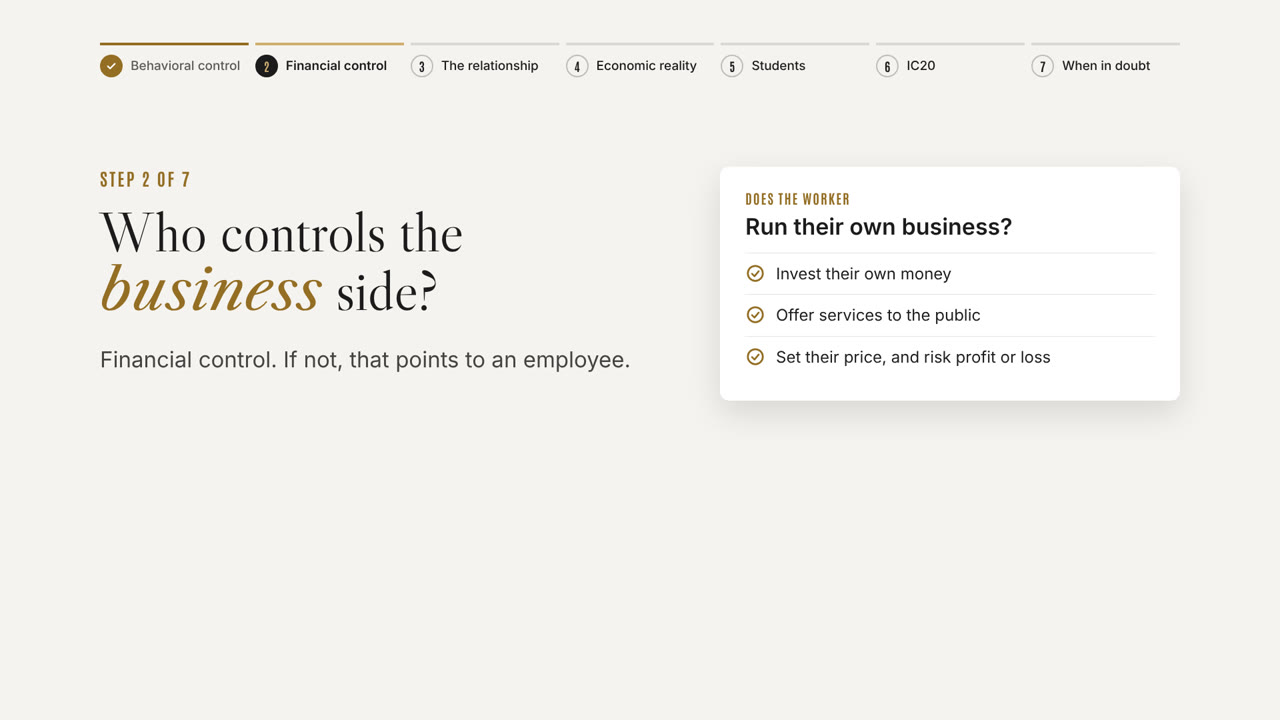 Behavioral control
2 Financial control
3 The relationship
4 Economic reality
5 Students
6 IC20
7 When in doubt
STEP 2 OF 7
Who controls the
business side?
Financial control. If not, that points to an employee.
DOES THE WORKER
Run their own business?
Invest their own money
Offer services to the public
Set their price, and risk profit or loss